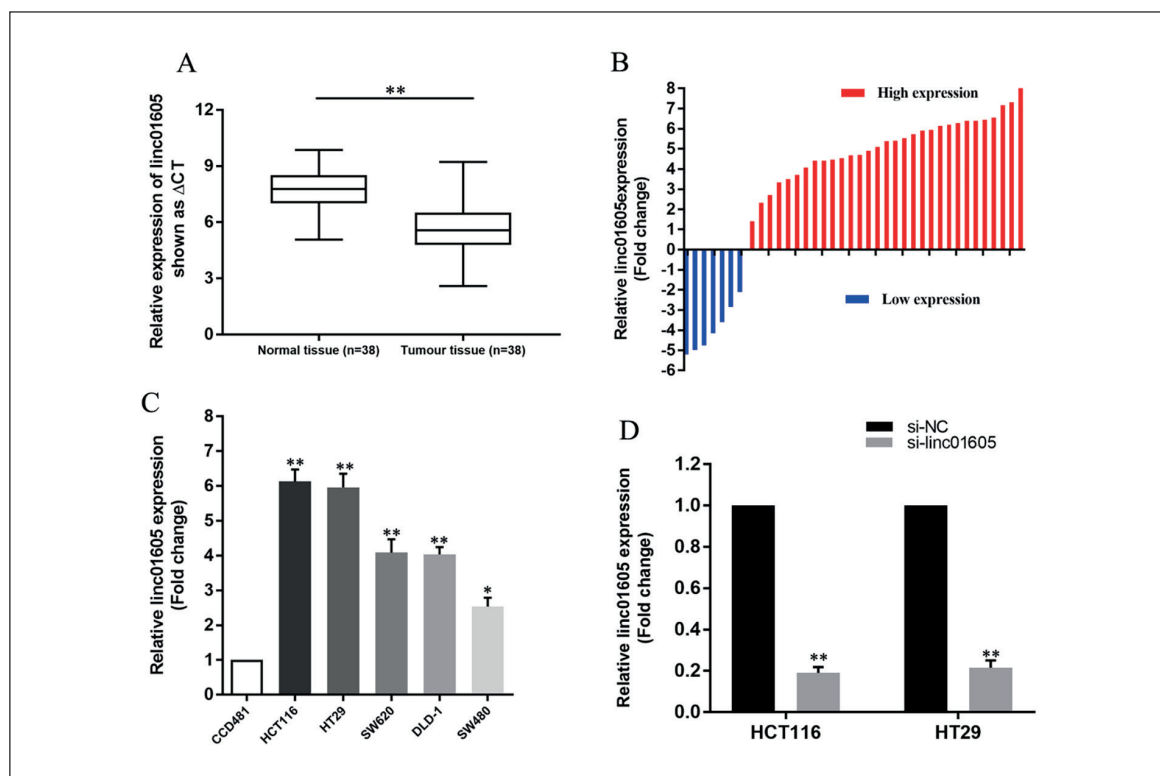 A
**
Relative expression of linc01605
shown as ΔCT
12
9
6
3
0
Normal tissue (n=38)
Tumour tissue (n=38)
B
Relative linc01605expression
(Fold change)
8
7
6
5
4
3
2
1
0
-1
-2
-3
-4
-5
-6
High expression
Low expression
C
Relative linc01605 expression
(Fold change)
8
7
6
5
4
3
2
1
0
**
**
**
**
*
CCD481
HCT116
HT29
SW620
DLD-1
SW480
D
si-NC
si-linc01605
Relative linc01605 expression
(Fold change)
1.2
1.0
0.8
0.6
0.4
0.2
0.0
**
**
HCT116
HT29